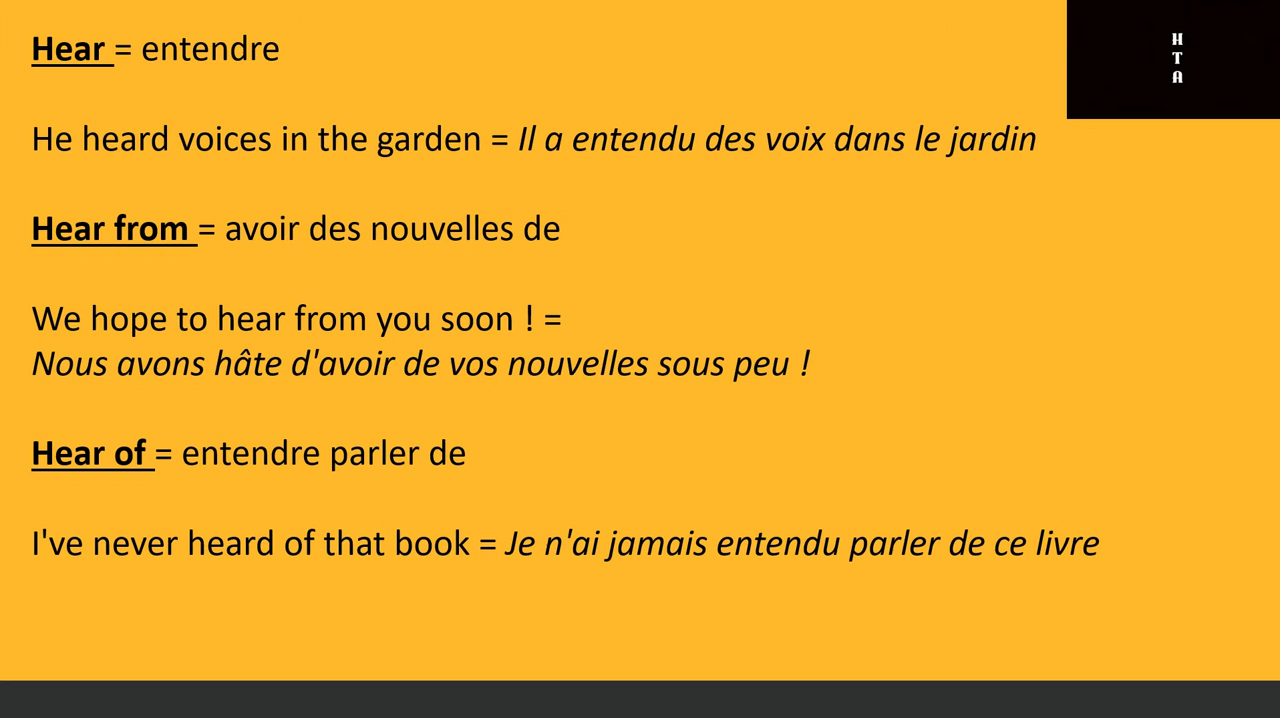 Hear = entendre
H
T
A
He heard voices in the garden = Il a entendu des voix dans le jardin
Hear from = avoir des nouvelles de
We hope to hear from you soon ! =
Nous avons hâte d'avoir de vos nouvelles sous peu !
Hear of = entendre parler de
I've never heard of that book = Je n'ai jamais entendu parler de ce livre